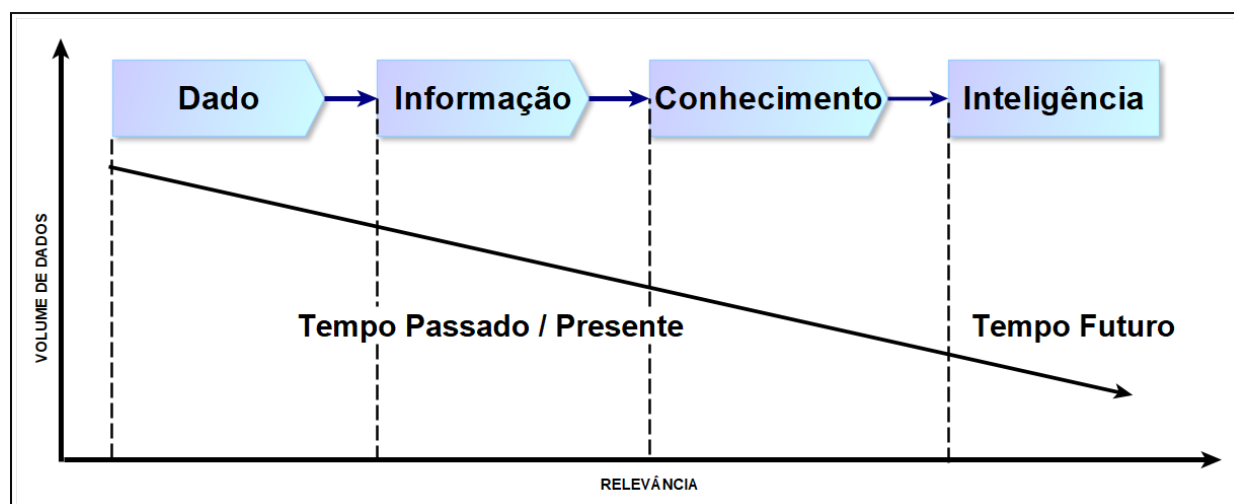 Dado
Informação
Conhecimento
Inteligência
VOLUME DE DADOS
Tempo Passado / Presente
Tempo Futuro
RELEVÂNCIA